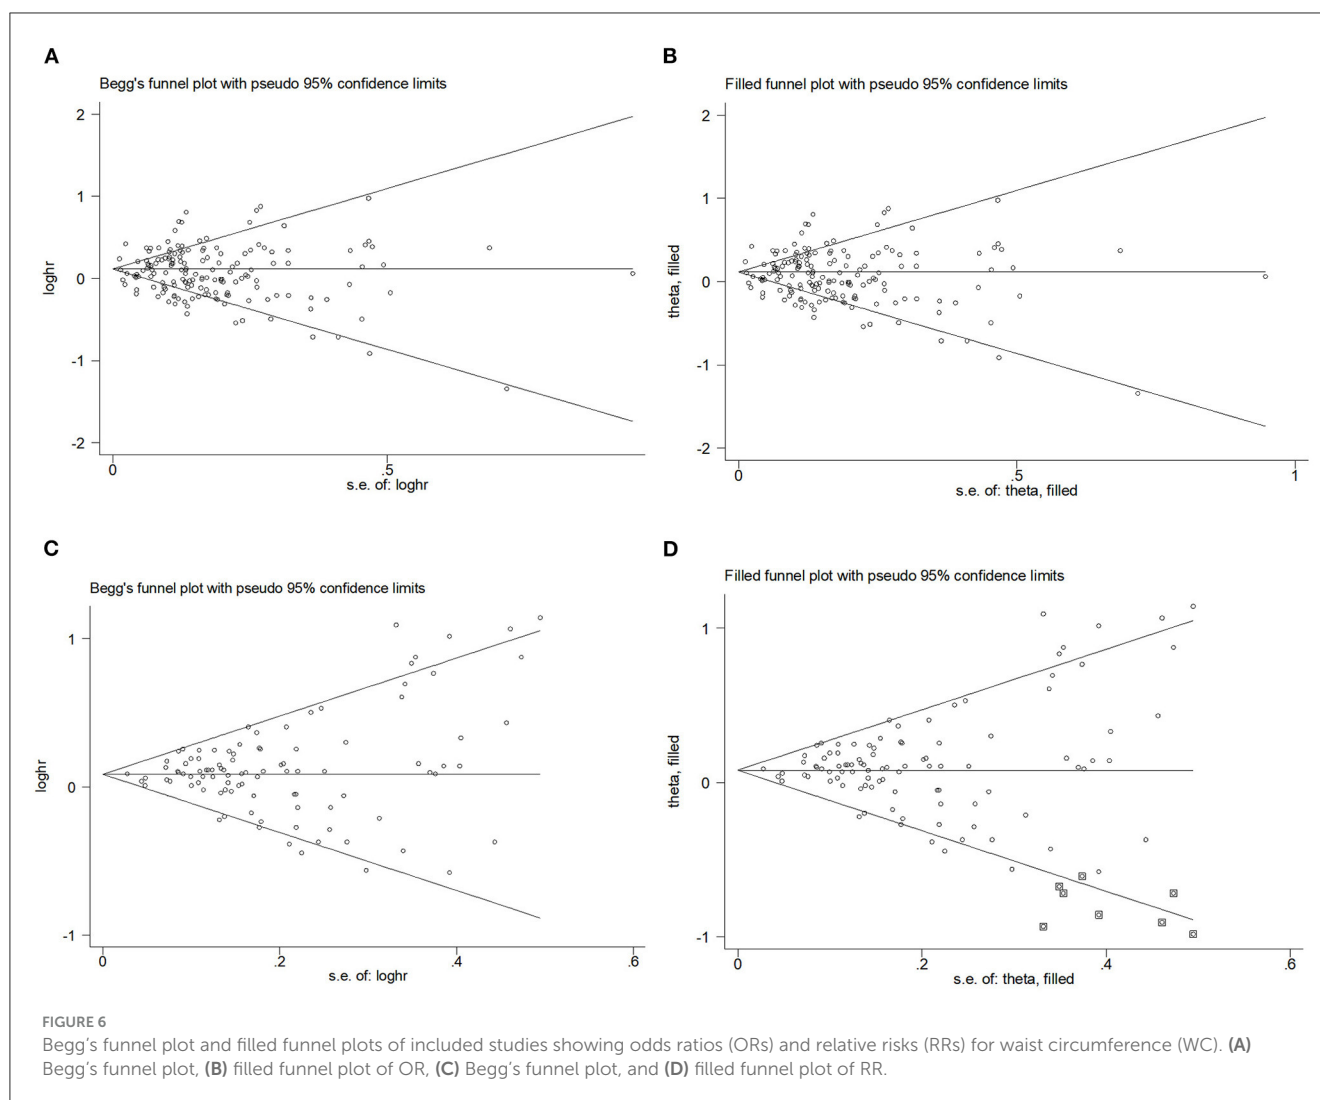 A
Begg's funnel plot with pseudo 95% confidence limits
2
1
0
-1
-2
loghr
0
.5
s.e. of: loghr
B
Filled funnel plot with pseudo 95% confidence limits
2
1
0
-1
-2
theta, filled
0
.5
1
s.e. of: theta, filled
C
Begg's funnel plot with pseudo 95% confidence limits
1
0
-1
loghr
0
.2
.4
.6
s.e. of: loghr
D
Filled funnel plot with pseudo 95% confidence limits
1
0
-1
theta, filled
0
.2
.4
.6
s.e. of: theta, filled
FIGURE 6
Begg's funnel plot and filled funnel plots of included studies showing odds ratios (ORs) and relative risks (RRs) for waist circumference (WC). (A)
Begg's funnel plot, (B) filled funnel plot of OR, (C) Begg's funnel plot, and (D) filled funnel plot of RR.